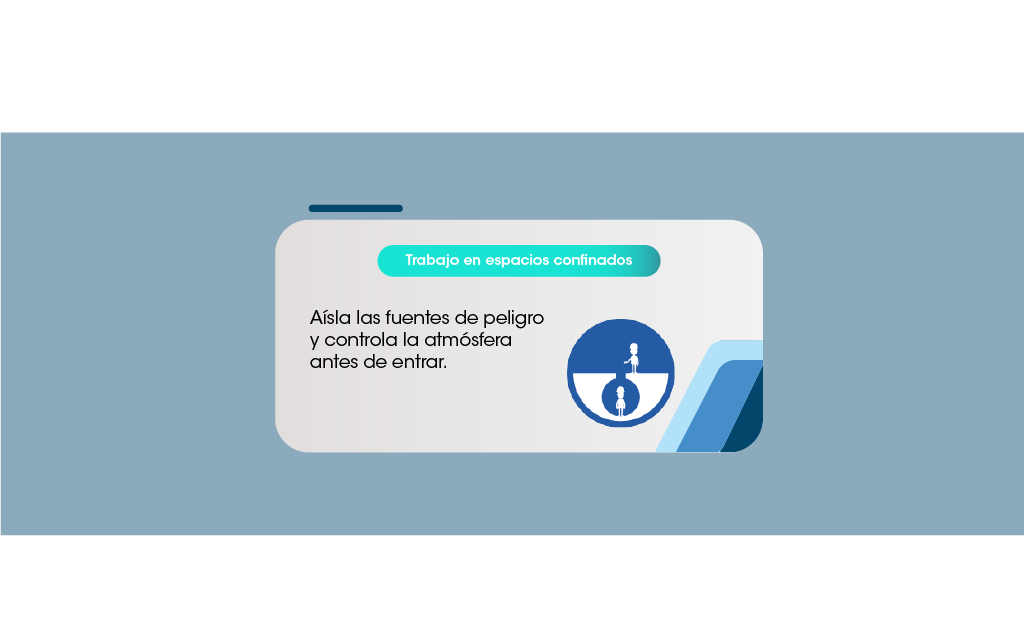 Trabajo en espacios confinados
Aísla las fuentes de peligro
y controla la atmósfera
antes de entrar.